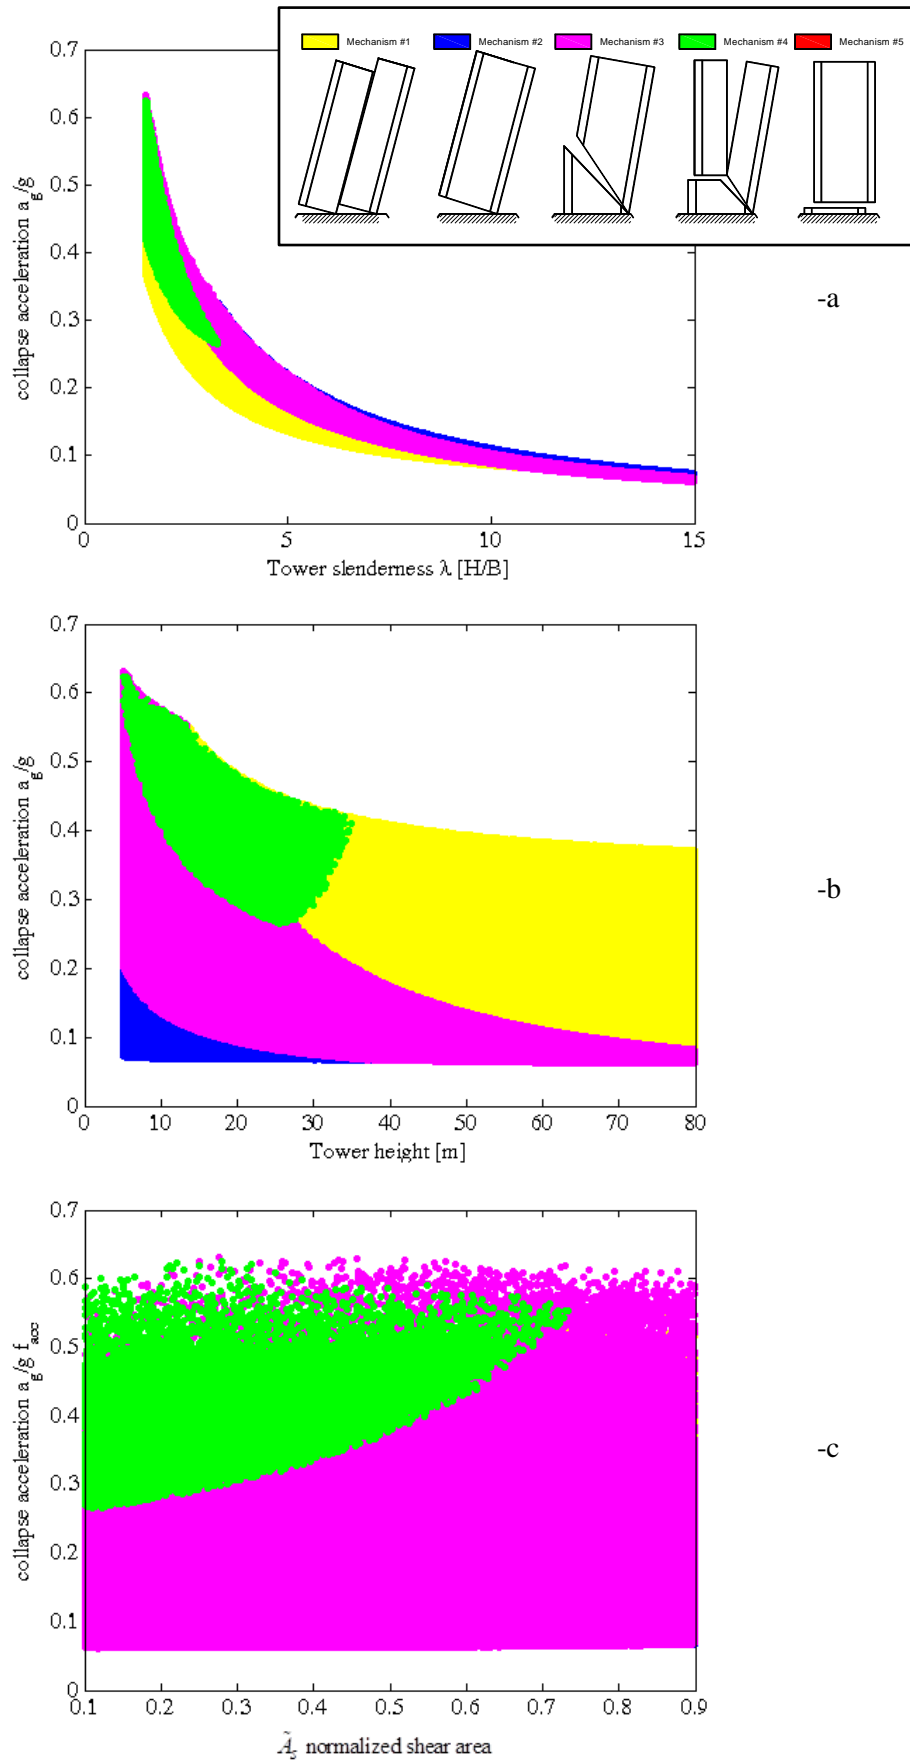 Mechanism #1 Mechanism #2 Mechanism #3 Mechanism #4 Mechanism #5
0.7
0.6
0.5
0.4
0.3
0.2
0.1
0
collapse acceleration ag/g
0 5 10 15
Tower slenderness λ [H/B]
-a
0.7
0.6
0.5
0.4
0.3
0.2
0.1
0
collapse acceleration ag/g
0 10 20 30 40 50 60 70 80
Tower height [m]
-b
0.7
0.6
0.5
0.4
0.3
0.2
0.1
0
collapse acceleration ag/g facc
0.1 0.2 0.3 0.4 0.5 0.6 0.7 0.8 0.9
Ãs normalized shear area
-c